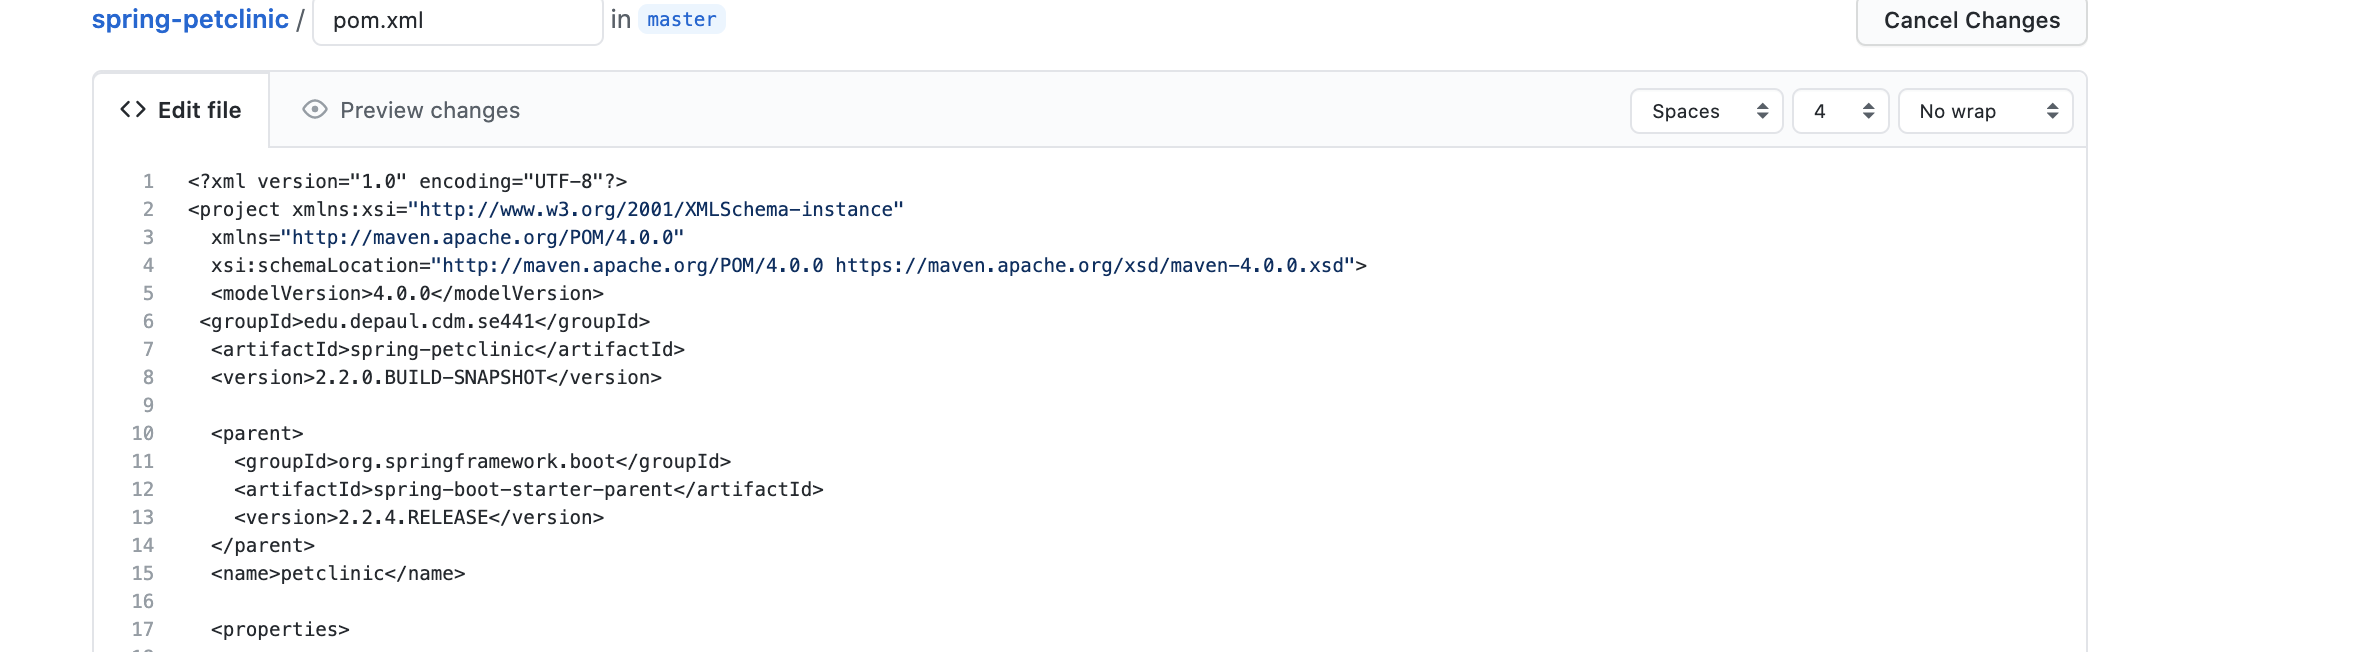 spring-petclinic / pom.xml in master Cancel Changes
<> Edit file Preview changes Spaces 4 No wrap
1 <?xml version="1.0" encoding="UTF-8"?>
2 <project xmlns:xsi="http://www.w3.org/2001/XMLSchema-instance"
3 xmlns="http://maven.apache.org/POM/4.0.0"
4 xsi:schemaLocation="http://maven.apache.org/POM/4.0.0 https://maven.apache.org/xsd/maven-4.0.0.xsd">
5 <modelVersion>4.0.0</modelVersion>
6 <groupId>edu.depaul.cdm.se441</groupId>
7 <artifactId>spring-petclinic</artifactId>
8 <version>2.2.0.BUILD-SNAPSHOT</version>
9
10 <parent>
11 <groupId>org.springframework.boot</groupId>
12 <artifactId>spring-boot-starter-parent</artifactId>
13 <version>2.2.4.RELEASE</version>
14 </parent>
15 <name>petclinic</name>
16
17 <properties>